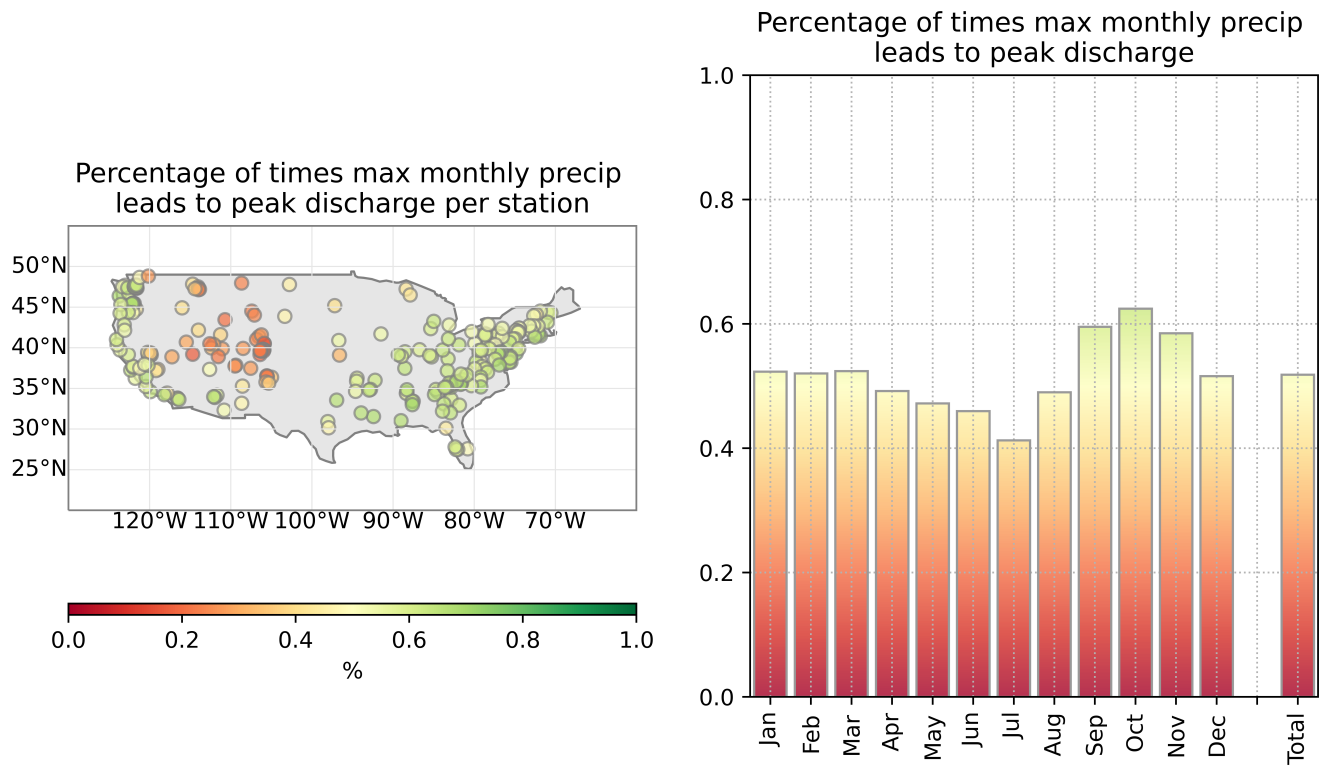 Percentage of times max monthly precip
leads to peak discharge per station
50°N
45°N
40°N
35°N
30°N
25°N
120°W 110°W 100°W 90°W 80°W 70°W
0.0 0.2 0.4 0.6 0.8 1.0
%
Percentage of times max monthly precip
leads to peak discharge
1.0
0.8
0.6
0.4
0.2
0.0
Jan Feb Mar Apr May Jun Jul Aug Sep Oct Nov Dec Total